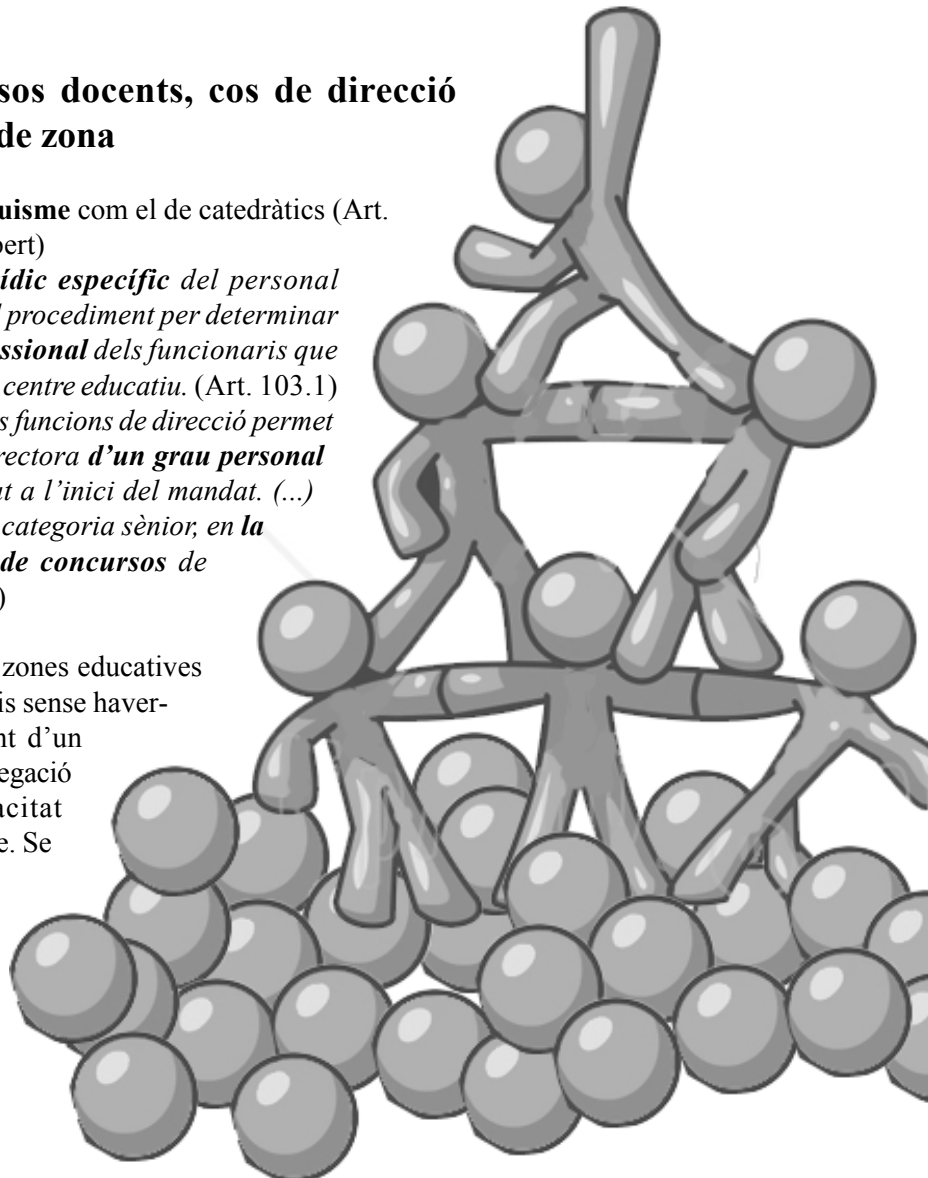 sos docents, cos de direcció
de zona
uisme com el de catedràtics (Art.
bert)
ídic específic del personal
l procediment per determinar
essional dels funcionaris que
centre educatiu. (Art. 103.1)
s funcions de direcció permet
rectora d’un grau personal
at a l’inici del mandat. (...)
categoria sènior, en la
de concursos de
)
zones educatives
is sense haver-
nt d’un
egació
acitat
e. Se